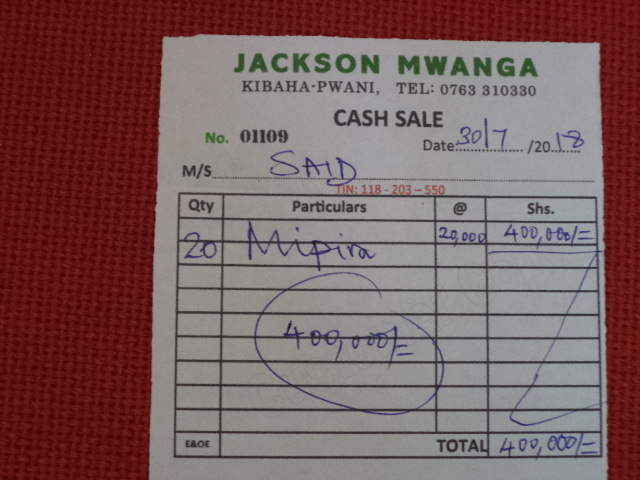 JACKSON MWANGA
KIBAHA-PWANI, TEL: 0763 310330
CASH SALE
No. 01109
Date 30/7 /2018
M/S SAID
TIN: 118 - 203 - 550
Qty Particulars @ Shs.
20 Mipira 20,000 400,000/=
400,000/=
E&OE TOTAL 400,000/=